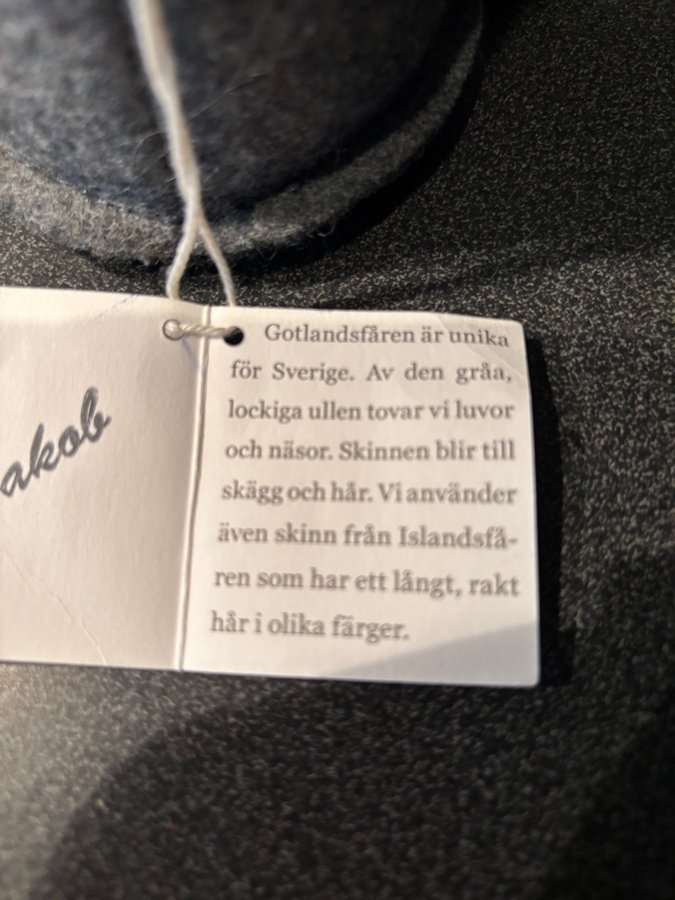 akob
Gotlandsfåren är unika
för Sverige. Av den gråa,
lockiga ullen tovar vi luvor
och näsor. Skinnen blir till
skägg och hår. Vi använder
även skinn från Islandsfå-
ren som har ett långt, rakt
hår i olika färger.